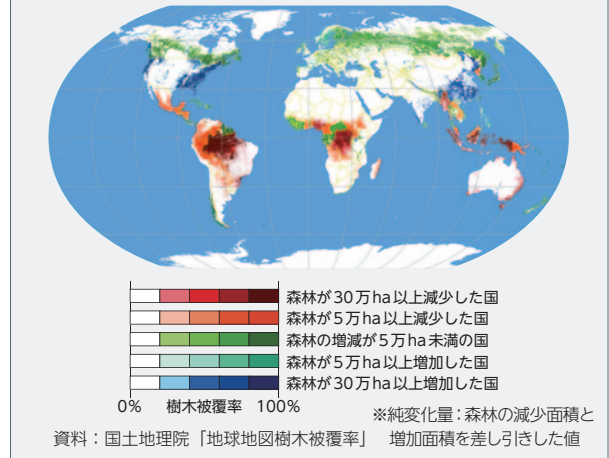 森林が30万ha以上減少した国
森林が5万ha以上減少した国
森林の増減が5万ha未満の国
森林が5万ha以上増加した国
森林が30万ha以上増加した国
0% 樹木被覆率 100%
※純変化量：森林の減少面積と
資料：国土地理院「地球地図樹木被覆率」 増加面積を差し引きした値